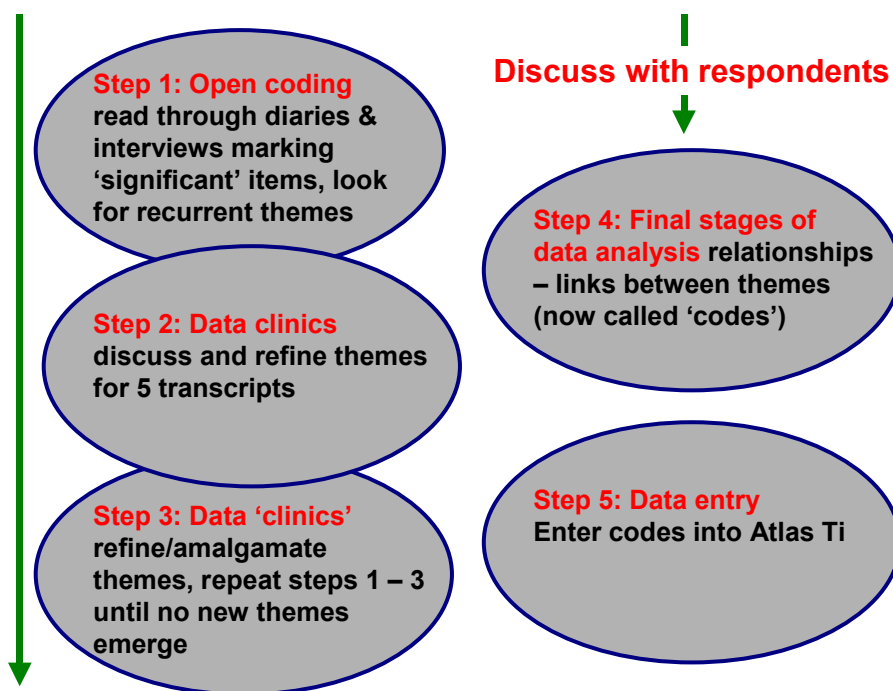 Step 1: Open coding
read through diaries &
interviews marking
‘significant’ items, look
for recurrent themes
Step 2: Data clinics
discuss and refine themes
for 5 transcripts
Step 3: Data ‘clinics’
refine/amalgamate
themes, repeat steps 1 – 3
until no new themes
emerge
Discuss with respondents
Step 4: Final stages of
data analysis relationships
– links between themes
(now called ‘codes’)
Step 5: Data entry
Enter codes into Atlas Ti